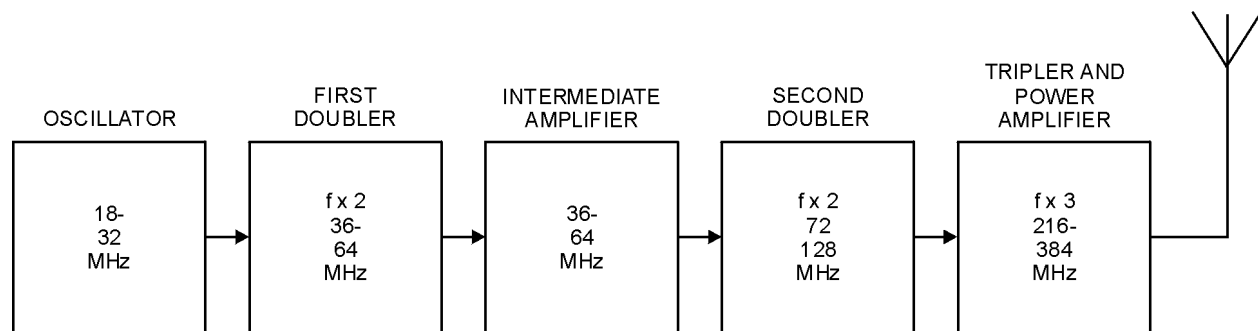 OSCILLATOR
FIRST
DOUBLER
INTERMEDIATE
AMPLIFIER
SECOND
DOUBLER
TRIPLER AND
POWER
AMPLIFIER
18-
32
MHz
f x 2
36-
64
MHz
36-
64
MHz
f x 2
72
128
MHz
f x 3
216-
384
MHz